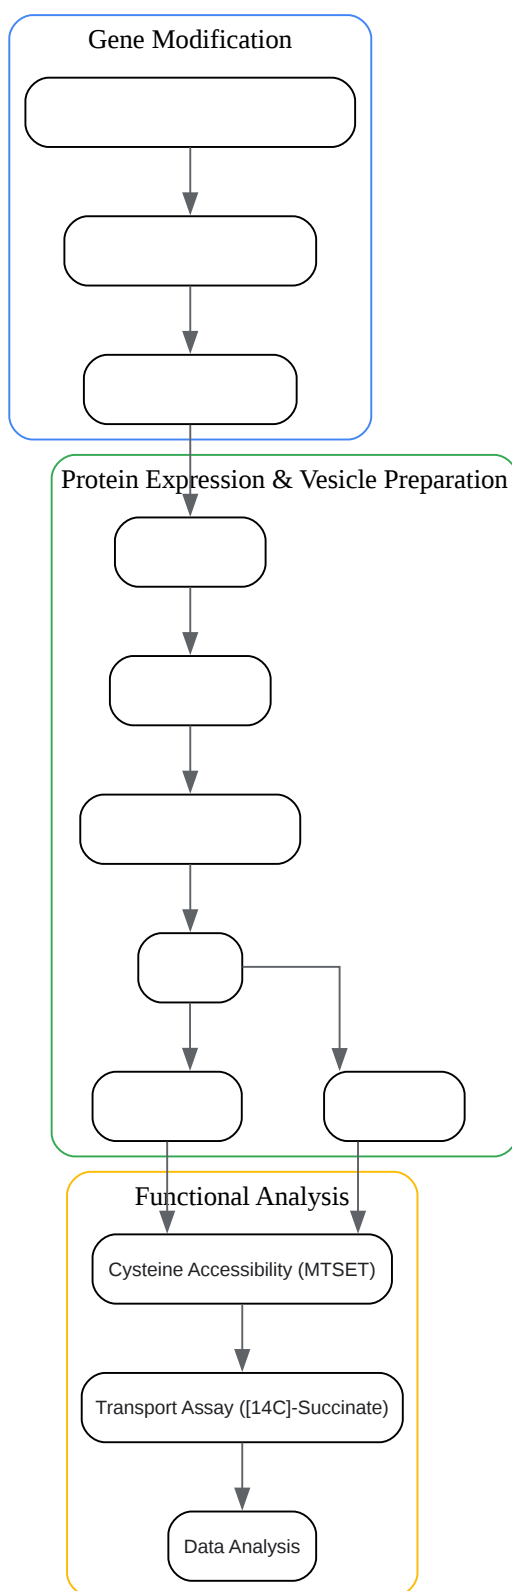 Gene Modification
Protein Expression & Vesicle Preparation
Functional Analysis
Cysteine Accessibility (MTSET)
Transport Assay ([14C]-Succinate)
Data Analysis